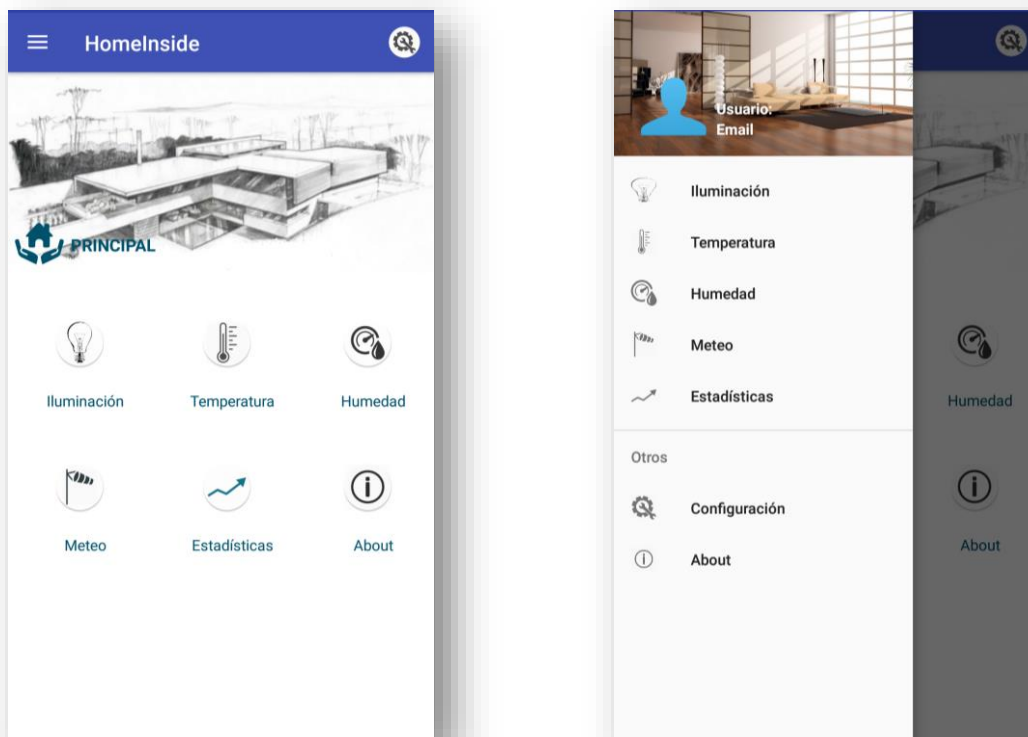 HomeInside
PRINCIPAL
Iluminación
Temperatura
Humedad
Meteo
Estadísticas
About
Usuario:
Email
Iluminación
Temperatura
Humedad
Meteo
Estadísticas
Otros
Configuración
About
Humedad
About